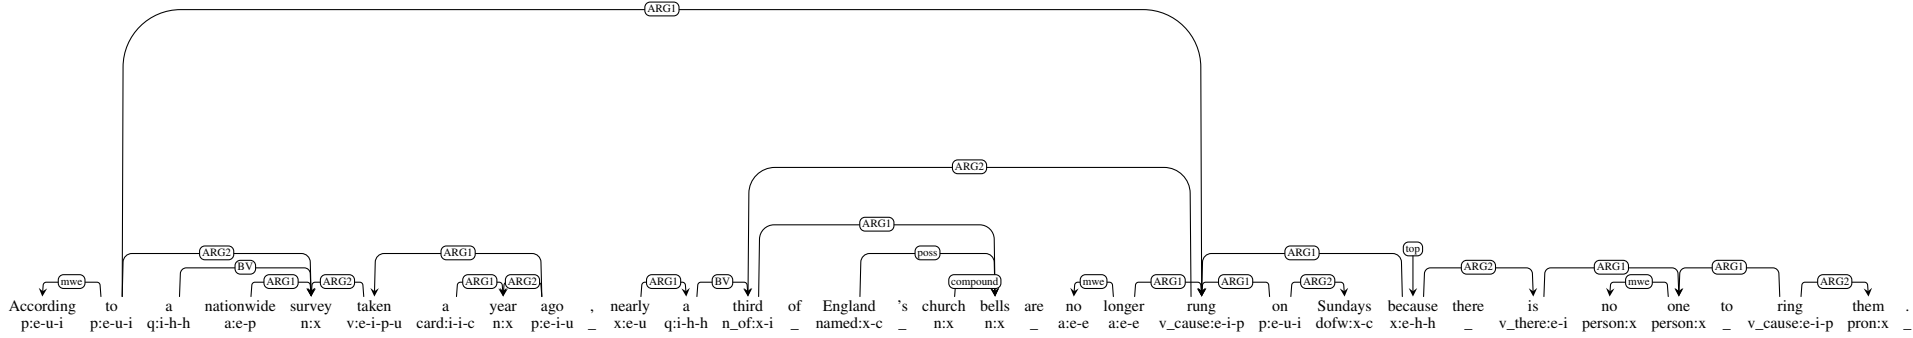 ARG1
ARG2
ARG1
ARG2 ARG1 poss ARG1 top
BV ARG2 ARG1 ARG1
mwe ARG1 ARG2 ARG1 ARG2 ARG1 BV compound mwe ARG1 ARG1 ARG2 mwe ARG2
According to a nationwide survey taken a year ago , nearly a third of England 's church bells are no longer rung on Sundays because there is no one to ring them .
p:e-u-i p:e-u-i q:i-h-h a:e-p n:x v:e-i-p-u card:i-i-c n:x p:e-i-u _ x:e-u q:i-h-h n_of:x-i _ named:x-c _ n:x n:x _ a:e-e a:e-e v_cause:e-i-p p:e-u-i dofw:x-c x:e-h-h _ v_there:e-i person:x person:x _ v_cause:e-i-p pron:x _